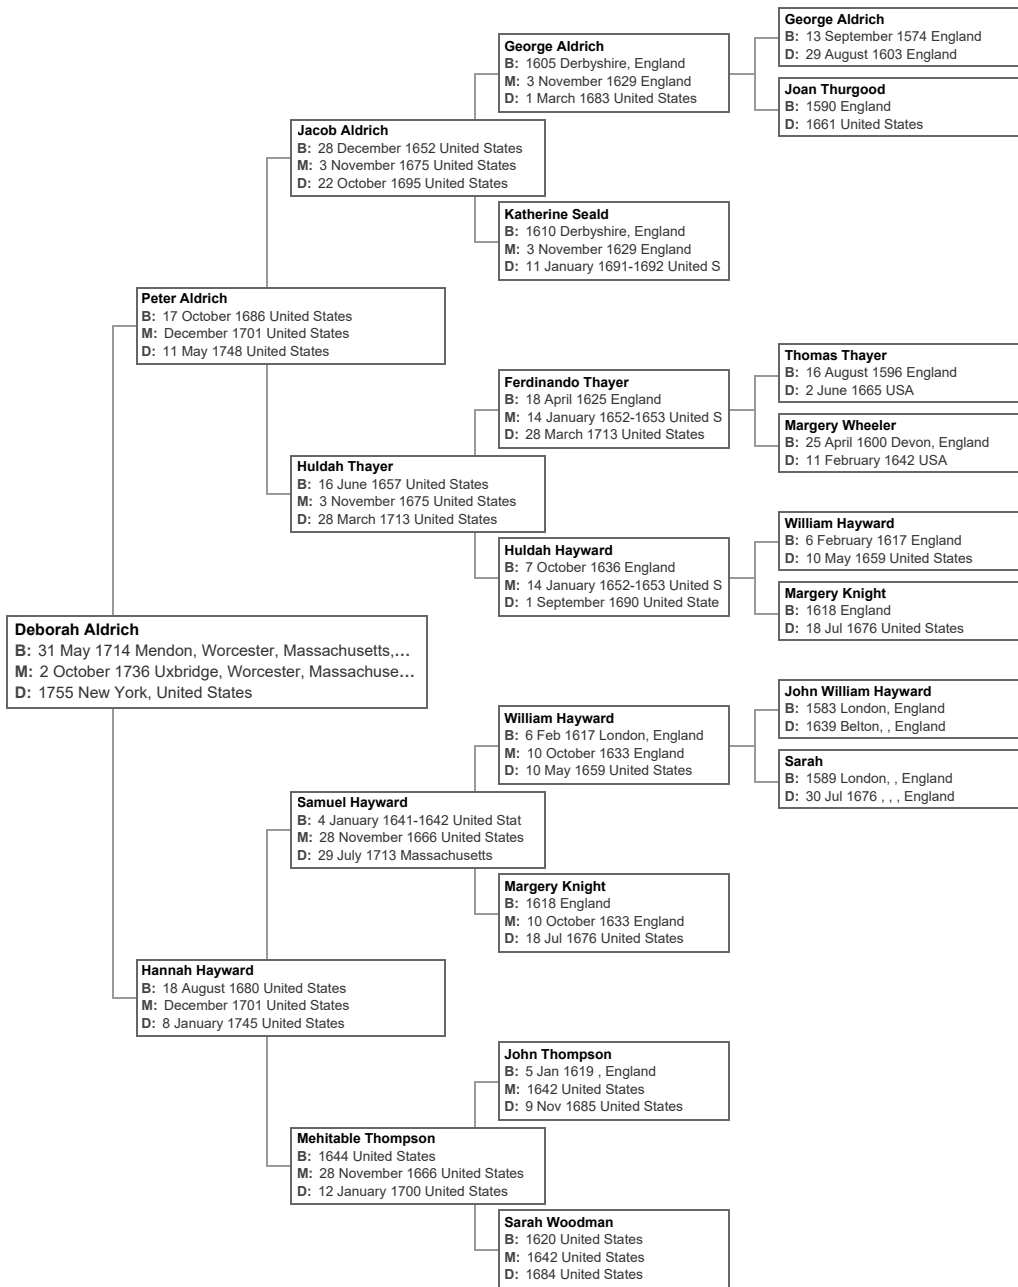 George Aldrich
B: 13 September 1574 England
D: 29 August 1603 England
George Aldrich
B: 1605 Derbyshire, England
M: 3 November 1629 England
D: 1 March 1683 United States
Joan Thurgood
B: 1590 England
D: 1661 United States
Jacob Aldrich
B: 28 December 1652 United States
M: 3 November 1675 United States
D: 22 October 1695 United States
Katherine Seald
B: 1610 Derbyshire, England
M: 3 November 1629 England
D: 11 January 1691-1692 United S
Peter Aldrich
B: 17 October 1686 United States
M: December 1701 United States
D: 11 May 1748 United States
Thomas Thayer
B: 16 August 1596 England
D: 2 June 1665 USA
Ferdinando Thayer
B: 18 April 1625 England
M: 14 January 1652-1653 United S
D: 28 March 1713 United States
Margery Wheeler
B: 25 April 1600 Devon, England
D: 11 February 1642 USA
Huldah Thayer
B: 16 June 1657 United States
M: 3 November 1675 United States
D: 28 March 1713 United States
William Hayward
B: 6 February 1617 England
D: 10 May 1659 United States
Huldah Hayward
B: 7 October 1636 England
M: 14 January 1652-1653 United S
D: 1 September 1690 United State
Margery Knight
B: 1618 England
D: 18 Jul 1676 United States
Deborah Aldrich
B: 31 May 1714 Mendon, Worcester, Massachusetts,...
M: 2 October 1736 Uxbridge, Worcester, Massachuse...
D: 1755 New York, United States
John William Hayward
B: 1583 London, England
D: 1639 Belton, , England
William Hayward
B: 6 Feb 1617 London, England
M: 10 October 1633 England
D: 10 May 1659 United States
Sarah
B: 1589 London, , England
D: 30 Jul 1676 , , , England
Samuel Hayward
B: 4 January 1641-1642 United Stat
M: 28 November 1666 United States
D: 29 July 1713 Massachusetts
Margery Knight
B: 1618 England
M: 10 October 1633 England
D: 18 Jul 1676 United States
Hannah Hayward
B: 18 August 1680 United States
M: December 1701 United States
D: 8 January 1745 United States
John Thompson
B: 5 Jan 1619 , England
M: 1642 United States
D: 9 Nov 1685 United States
Mehitable Thompson
B: 1644 United States
M: 28 November 1666 United States
D: 12 January 1700 United States
Sarah Woodman
B: 1620 United States
M: 1642 United States
D: 1684 United States